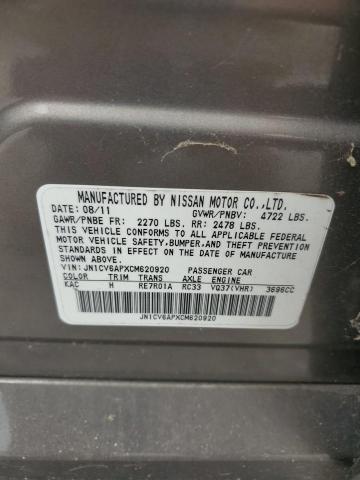 MANUFACTURED BY NISSAN MOTOR CO.,LTD.
DATE: 08/11 GVWR/PNBV: 4722 LBS.
GAWR/PNBE FR: 2270 LBS. RR: 2478 LBS.
THIS VEHICLE CONFORMS TO ALL APPLICABLE FEDERAL
MOTOR VEHICLE SAFETY,BUMPER,AND THEFT PREVENTION
STANDARDS IN EFFECT ON THE DATE OF MANUFACTURE
SHOWN ABOVE.
VIN: JN1CV6APXCM620920 PASSENGER CAR
COLOR TRIM TRANS AXLE ENGINE
KAC H RE7R01A RC33 VQ37(VHR) 3696CC
JN1CV6APXCM620920